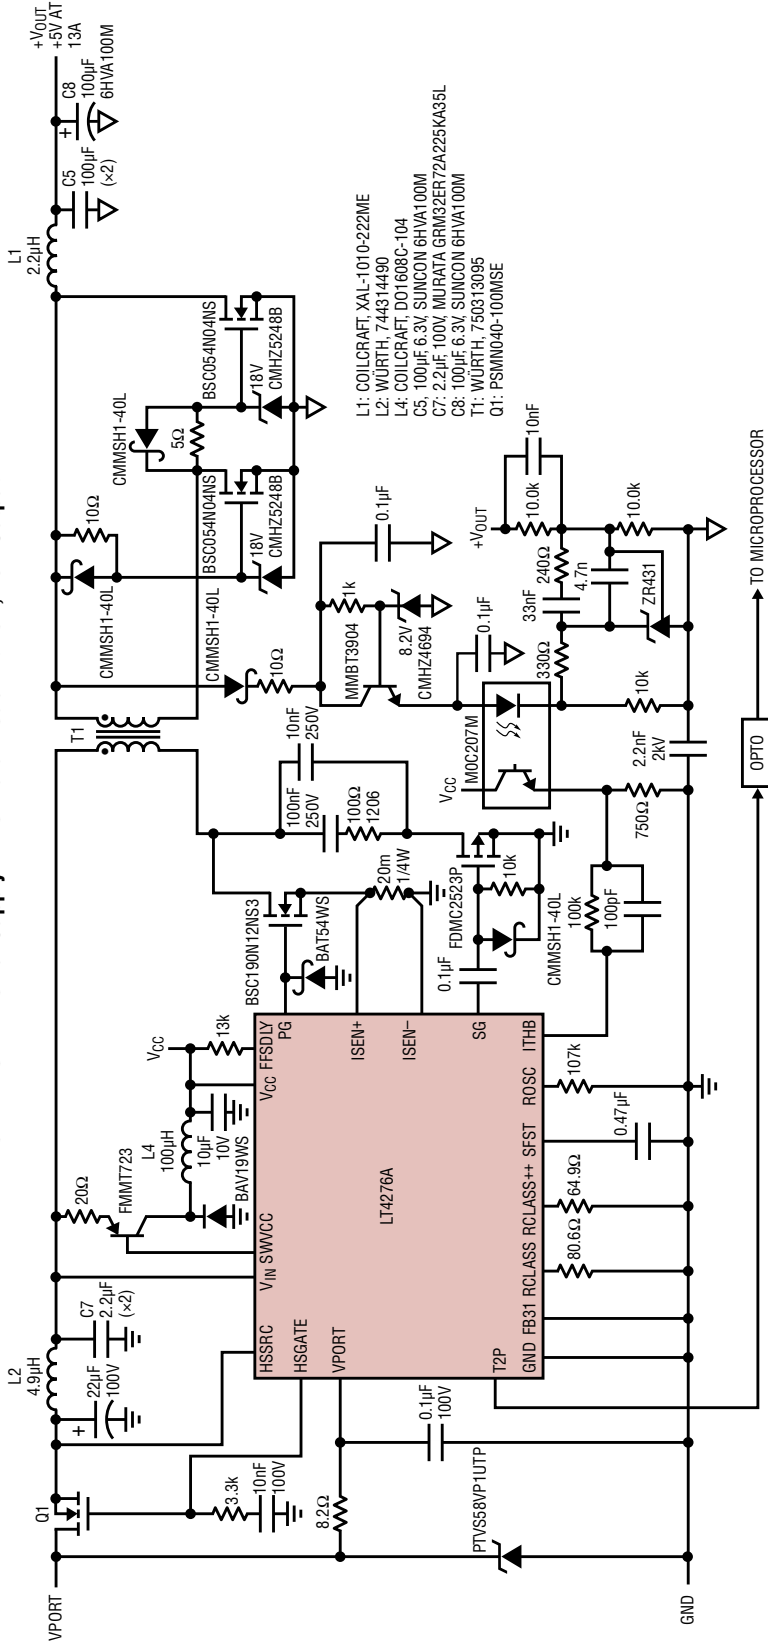 +VOUT
+5V AT
13A
C8
100µF
6HVA100M
+
C5
100µF
(×2)
L1
2.2µH
BSC054N04NS
18V
CMHZ5248B
CMMSH1-40L
5Ω
BSC054N04NS
18V
CMHZ5248B
10Ω
CMMSH1-40L
CMMSH1-40L
10Ω
T1
0.1µF
1k
MMBT3904
8.2V
CMHZ4694
0.1µF
L1: COILCRAFT, XAL-1010-222ME
L2: WÜRTH, 744314490
L4: COILCRAFT, DO1608C-104
C5, 100µF, 6.3V, SUNCON 6HVA100M
C7: 2.2µF, 100V, MURATA GRM32ER72A225KA35L
C8: 100µF, 6.3V, SUNCON 6HVA100M
T1: WÜRTH, 750313095
Q1: PSMN040-100MSE
+VOUT
10.0k
10nF
10.0k
240Ω
33nF
4.7n
ZR431
330Ω
10k
MOC207M
VCC
2.2nF
2kV
750Ω
OPTO
TO MICROPROCESSOR
10nF
250V
100nF
250V
100Ω
1206
20m
1/4W
FDMC2523P
10k
CMMSH1-40L
0.1µF
100k
100pF
BSC190N12NS3
BAT54WS
VCC
13k
L4
100µH
10µF
10V
BAV19WS
FMMT723
20Ω
L2
4.9µH
C7
2.2µF
(×2)
+
22µF
100V
Q1
VPORT
3.3k
10nF
100V
8.2Ω
0.1µF
100V
PTVS58VP1UTP
GND
HSSRC
HSGATE
VPORT
T2P
VIN
SWVCC
VCC
FFSDLY
PG
ISEN+
ISEN–
SG
LT4276A
GND
FB31
RCLASS
RCLASS++
SFST
ROSC
ITHB
80.6Ω
64.9Ω
0.47µF
107k